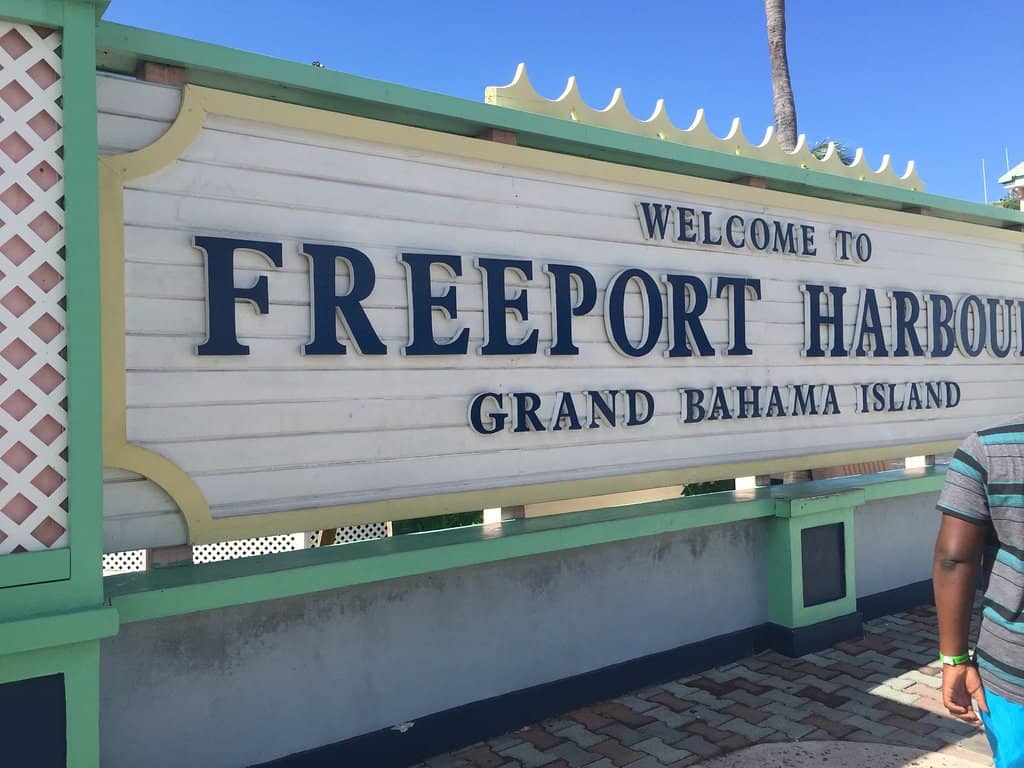 WELCOME TO
FREEPORT HARBOU
GRAND BAHAMA ISLAND